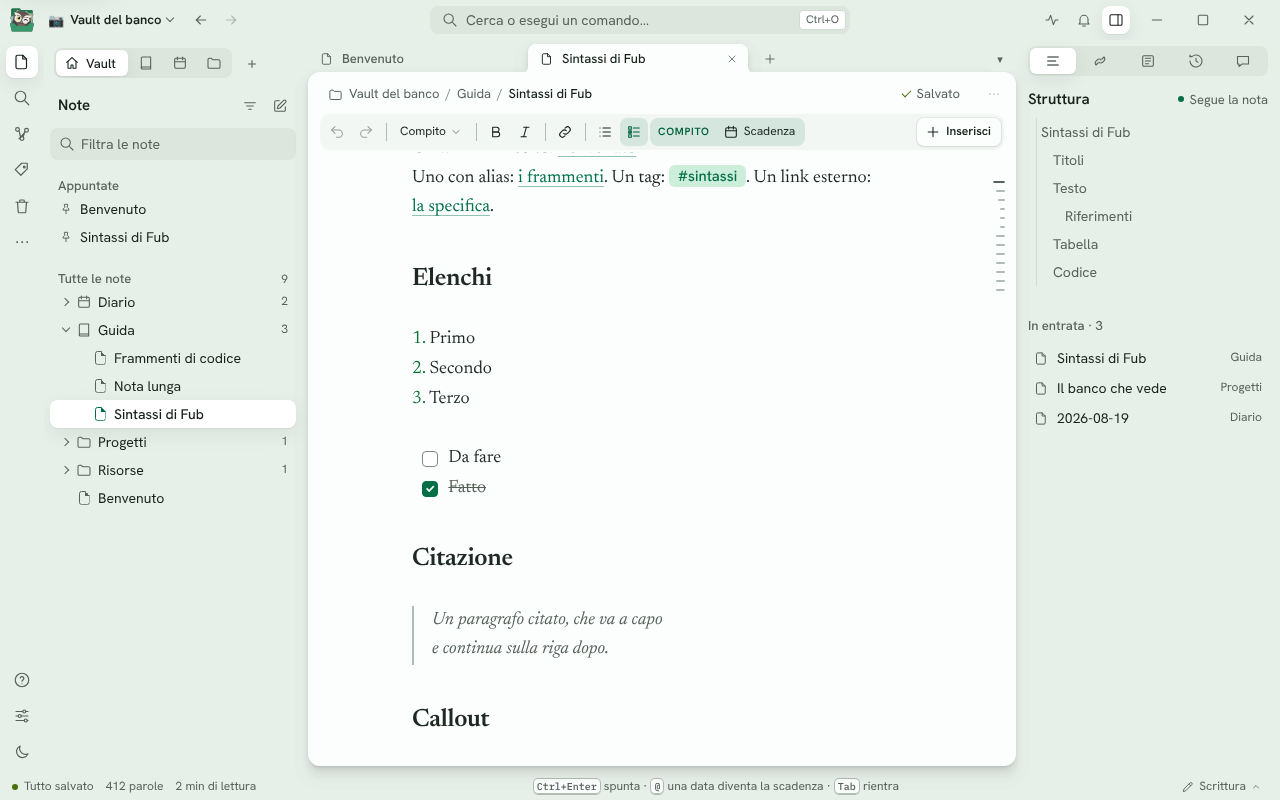 Vault del banco
Cerca o esegui un comando...
Ctrl+O
Vault
Note
Filtra le note
Appuntate
Benvenuto
Sintassi di Fub
Tutte le note 9
Diario 2
Guida 3
Frammenti di codice
Nota lunga
Sintassi di Fub
Progetti 1
Risorse 1
Benvenuto
Benvenuto
Sintassi di Fub
Vault del banco / Guida / Sintassi di Fub
Salvato
Compito
B I
COMPITO
Scadenza
Inserisci
Uno con alias: i frammenti. Un tag: #sintassi. Un link esterno:
la specifica.
Elenchi
1. Primo
2. Secondo
3. Terzo
Da fare
Fatto
Citazione
Un paragrafo citato, che va a capo
e continua sulla riga dopo.
Callout
Struttura
Segue la nota
Sintassi di Fub
Titoli
Testo
Riferimenti
Tabella
Codice
In entrata · 3
Sintassi di Fub Guida
Il banco che vede Progetti
2026-08-19 Diario
Tutto salvato 412 parole 2 min di lettura
Ctrl+Enter spunta · @ una data diventa la scadenza · Tab rientra
Scrittura